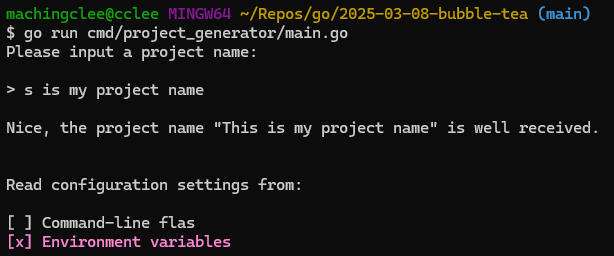 machingclee@cclee MINGW64 ~/Repos/go/2025-03-08-bubble-tea (main)
$ go run cmd/project_generator/main.go
Please input a project name:
> s is my project name
Nice, the project name "This is my project name" is well received.
Read configuration settings from:
[ ] Command-line flas
[x] Environment variables